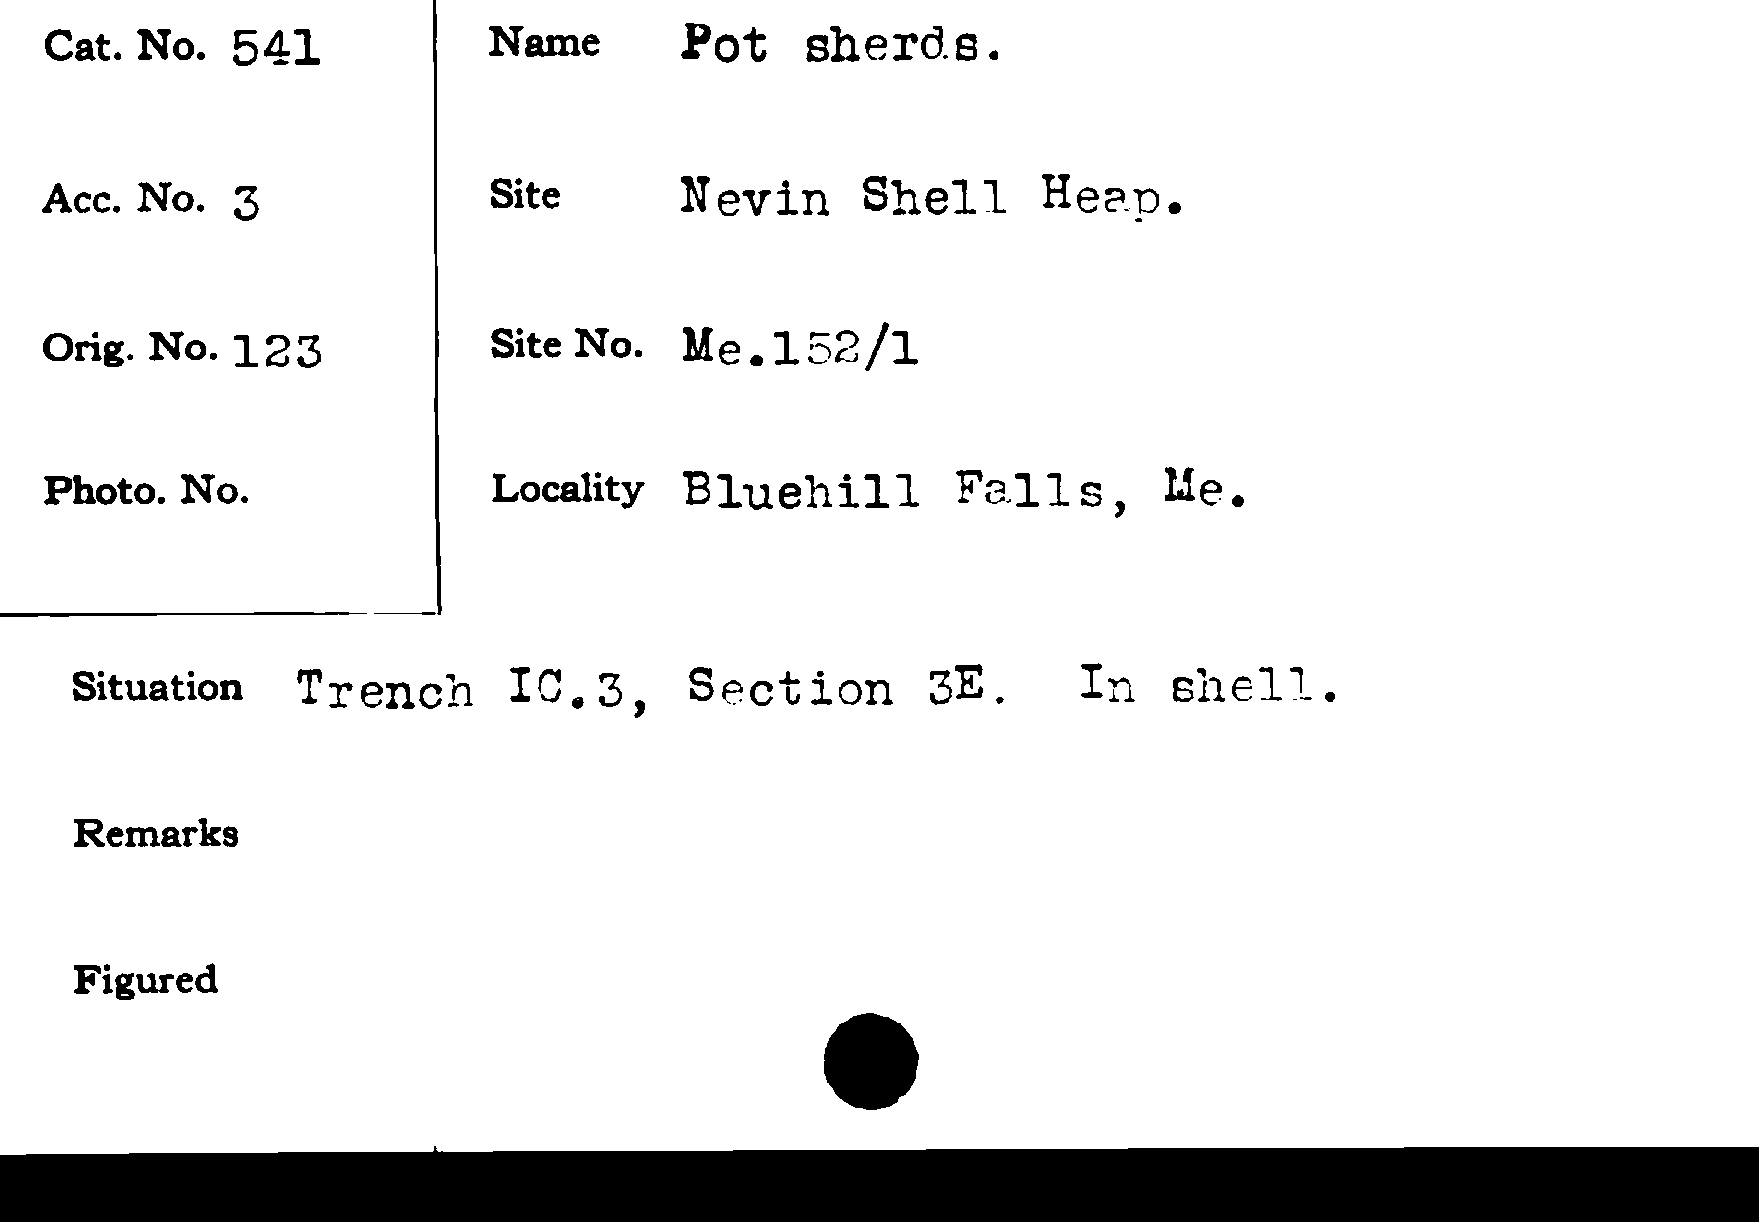 Cat. No. 541
Name Pot sherds.
Acc. No. 3
Site Nevin Shell Heap.
Orig. No. 123
Site No. Me.152/1
Photo. No.
Locality Bluehill Falls, Me.
Situation Trench IC.3, Section 3E. In shell.
Remarks
Figured